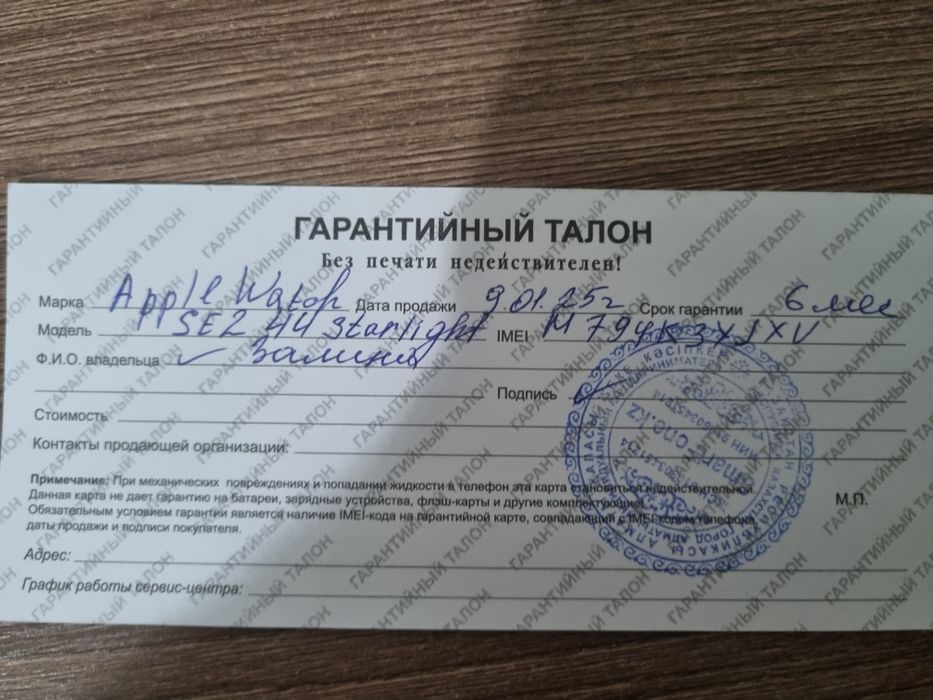 ГАРАНТИЙНЫЙ ТАЛОН
Без печати недействителен!
Марка Apple Watch Дата продажи 9.01.25г Срок гарантии 6 мес
Модель SE2 44 Starlight IMEI M794K3XJXV
Ф.И.О. владельца Залина
Подпись
Стоимость
Контакты продающей организации:
Примечание: При механических повреждениях и попадании жидкости в телефон эта карта становиться недействительной.
Данная карта не дает гарантию на батареи, зарядные устройства, флэш-карты и другие комплектующие!
Обязательным условием гарантии является наличие IMEI-кода на гарантийной карте, совпадающий с IMEI-кодом телефона,
даты продажи и подписи покупателя.
М.П.
Адрес:
График работы сервис-центра: